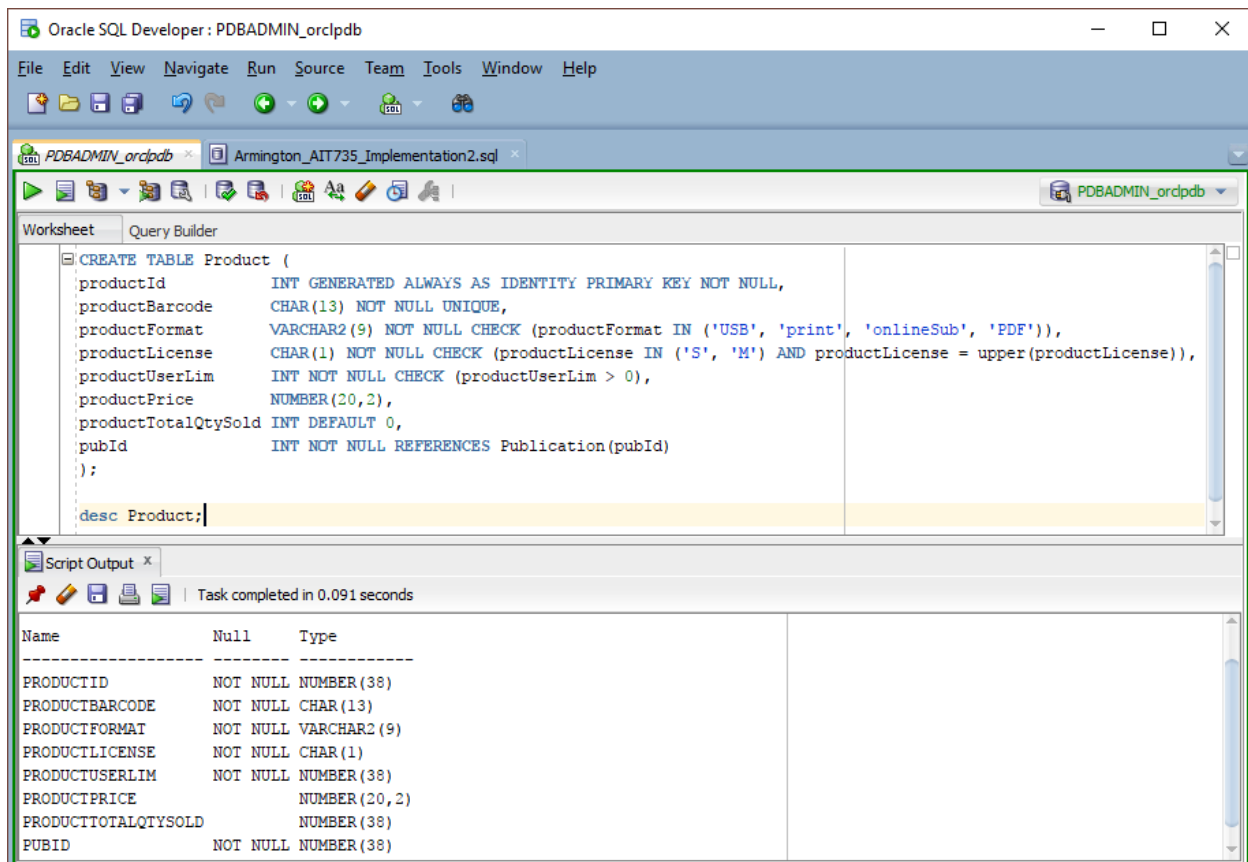 Oracle SQL Developer : PDBADMIN_orclpdb
File Edit View Navigate Run Source Team Tools Window Help
PDBADMIN_orclpdb Armington_AIT735_Implementation2.sql
PDBADMIN_orclpdb
Worksheet Query Builder
CREATE TABLE Product (
productId INT GENERATED ALWAYS AS IDENTITY PRIMARY KEY NOT NULL,
productBarcode CHAR(13) NOT NULL UNIQUE,
productFormat VARCHAR2(9) NOT NULL CHECK (productFormat IN ('USB', 'print', 'onlineSub', 'PDF')),
productLicense CHAR(1) NOT NULL CHECK (productLicense IN ('S', 'M') AND productLicense = upper(productLicense)),
productUserLim INT NOT NULL CHECK (productUserLim > 0),
productPrice NUMBER(20,2),
productTotalQtySold INT DEFAULT 0,
pubId INT NOT NULL REFERENCES Publication(pubId)
);
desc Product;
Script Output x
Task completed in 0.091 seconds
Name Null Type
------------------- -------- ------------
PRODUCTID NOT NULL NUMBER(38)
PRODUCTBARCODE NOT NULL CHAR(13)
PRODUCTFORMAT NOT NULL VARCHAR2(9)
PRODUCTLICENSE NOT NULL CHAR(1)
PRODUCTUSERLIM NOT NULL NUMBER(38)
PRODUCTPRICE NUMBER(20,2)
PRODUCTTOTALQTYSOLD NUMBER(38)
PUBID NOT NULL NUMBER(38)